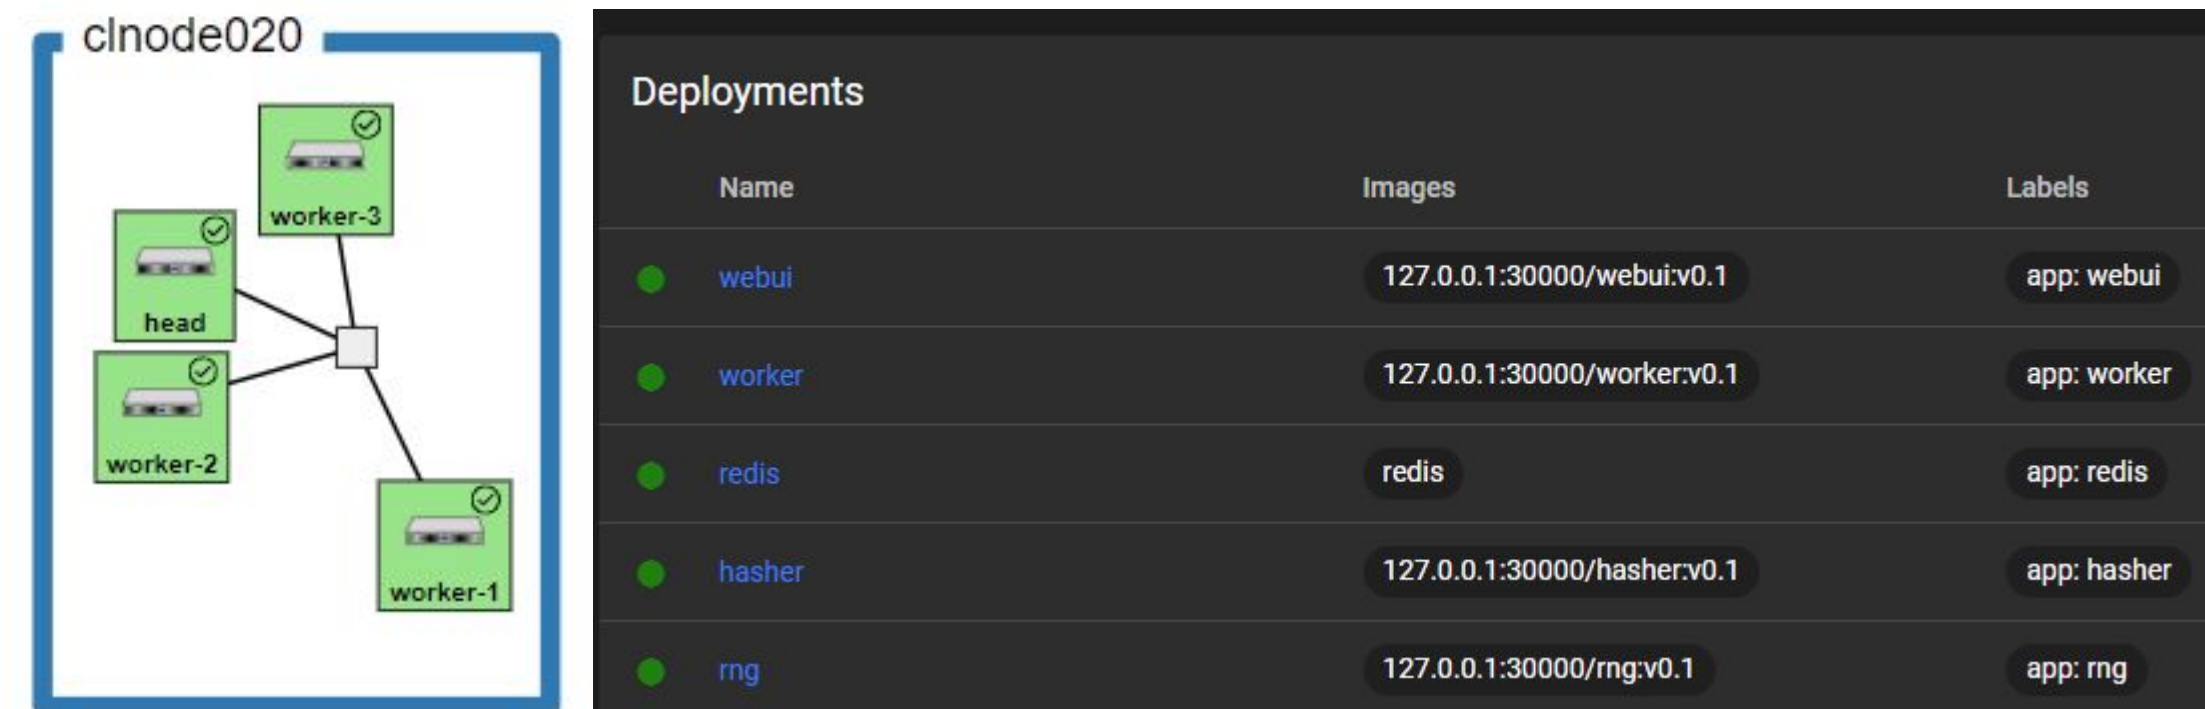 clnode020
worker-3
head
worker-2
worker-1
Deployments
Name Images Labels
webui 127.0.0.1:30000/webui:v0.1 app: webui
worker 127.0.0.1:30000/worker:v0.1 app: worker
redis redis app: redis
hasher 127.0.0.1:30000/hasher:v0.1 app: hasher
rng 127.0.0.1:30000/rng:v0.1 app: rng